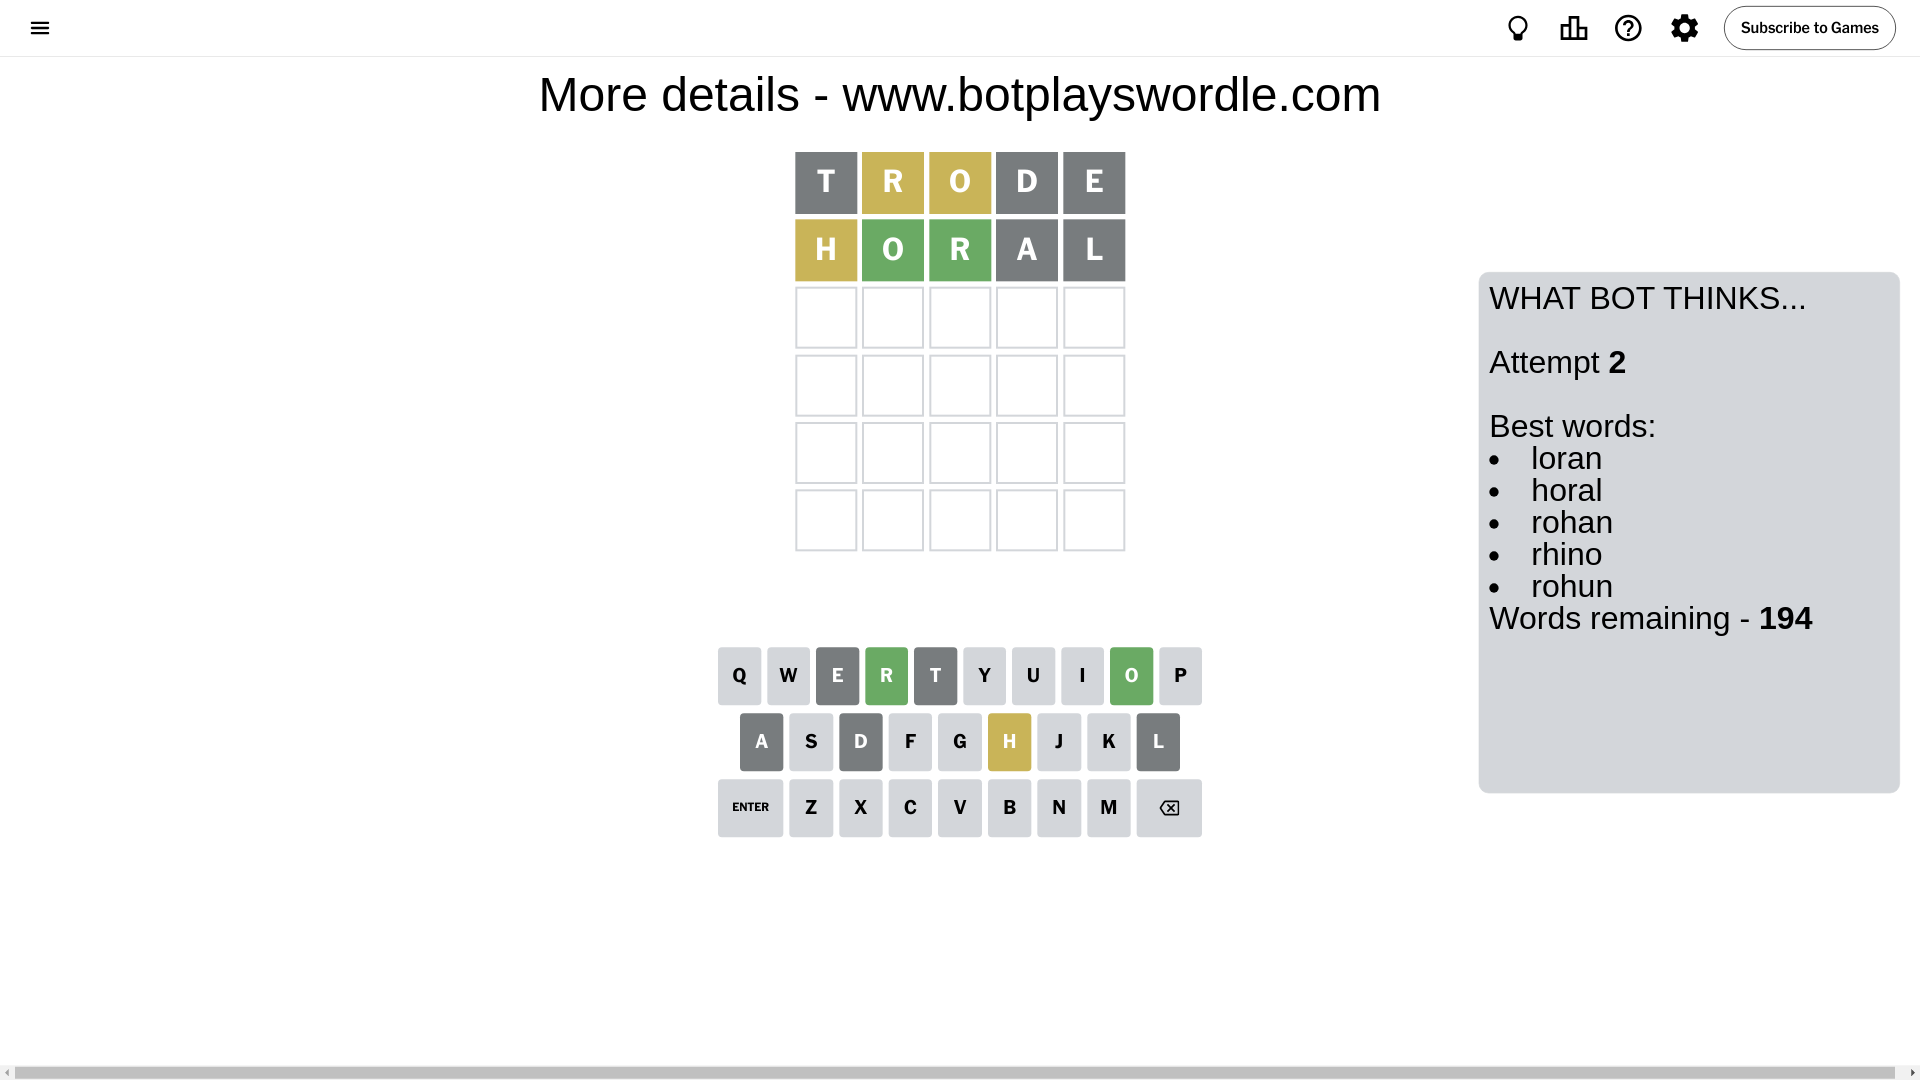 Subscribe to Games
More details - www.botplayswordle.com
T R O D E
H O R A L
WHAT BOT THINKS...
Attempt 2
Best words:
• loran
• horal
• rohan
• rhino
• rohun
Words remaining - 194
Q W E R T Y U I O P
A S D F G H J K L
ENTER Z X C V B N M